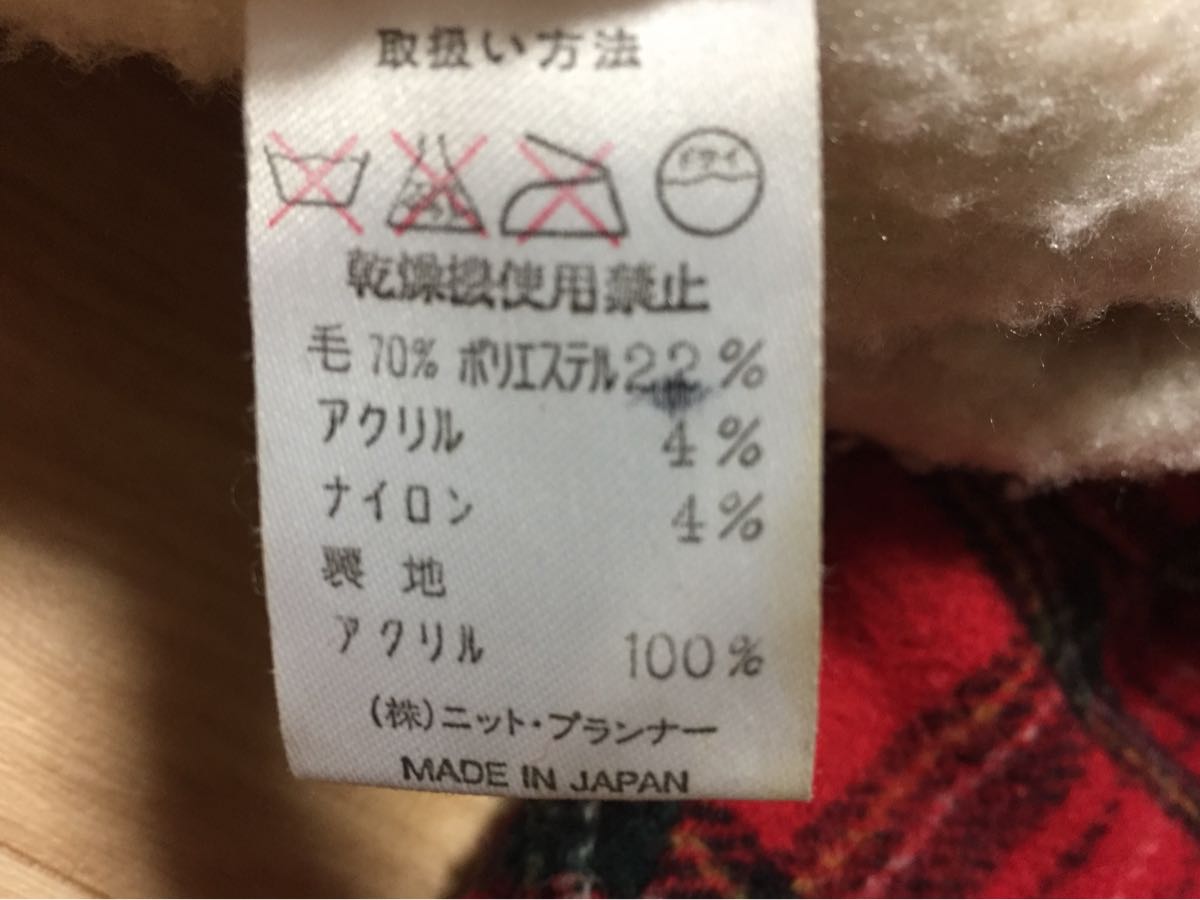 取扱い方法
ドライ
乾燥機使用禁止
毛 70% ポリエステル 22%
アクリル 4%
ナイロン 4%
裏 地
アクリル 100%
(株)ニット・プランナー
MADE IN JAPAN